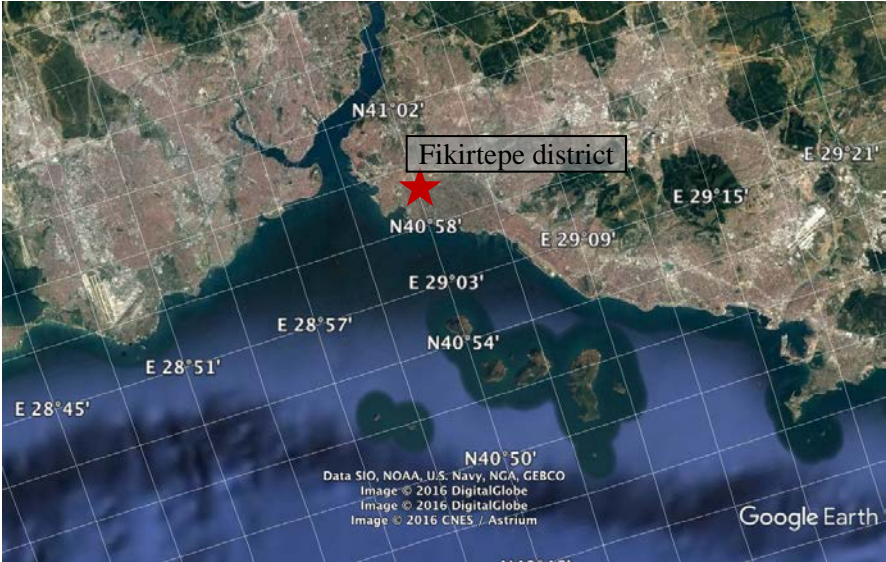 N41°02'
Fikirtepe district
E 29°21'
E 29°15'
N40°58'
E 29°09'
E 29°03'
E 28°57'
N40°54'
E 28°51'
E 28°45'
N40°50'
Data SIO, NOAA, U.S. Navy, NGA, GEBCO
Image © 2016 DigitalGlobe
Image © 2016 DigitalGlobe
Image © 2016 CNES / Astrium
Google Earth